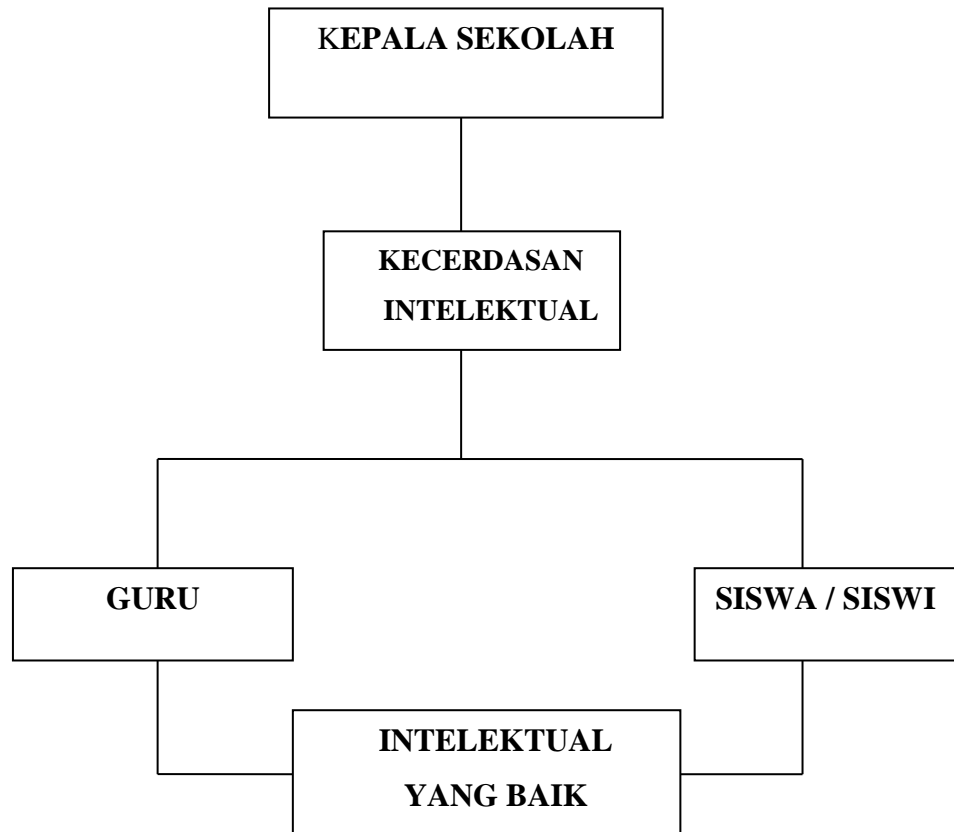 KEPALA SEKOLAH
KECERDASAN
INTELEKTUAL
GURU
SISWA / SISWI
INTELEKTUAL
YANG BAIK